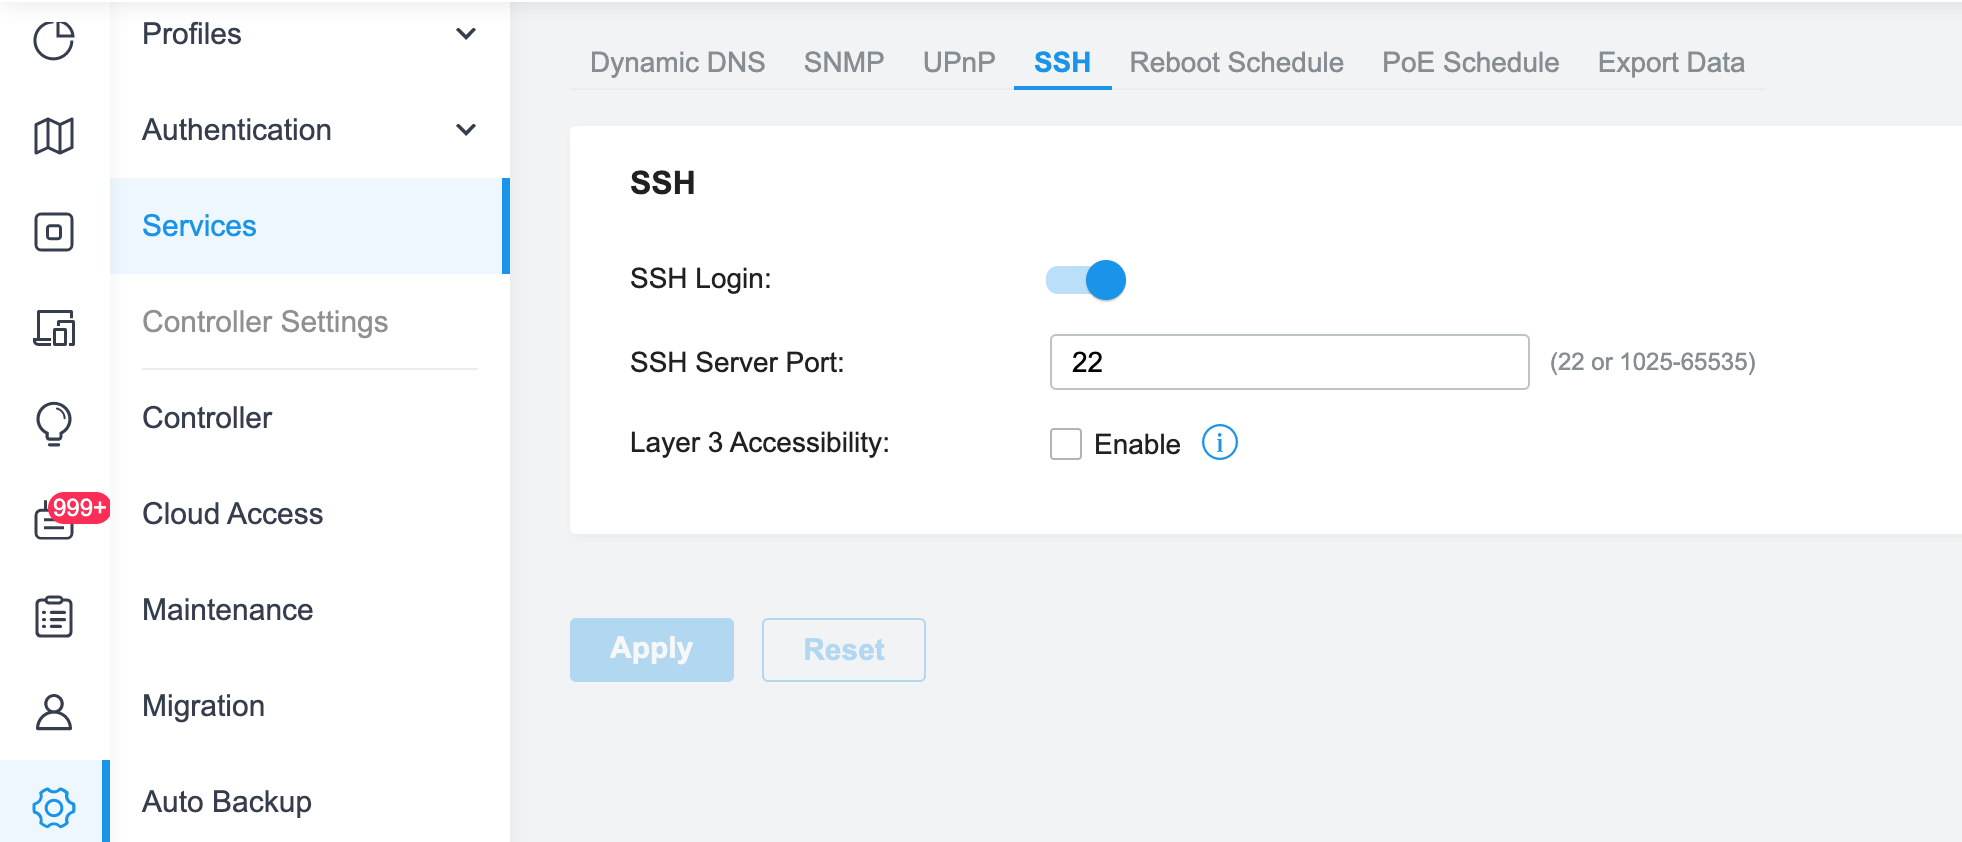 Profiles
Authentication
Services
Controller Settings
Controller
Cloud Access
999+
Maintenance
Migration
Auto Backup
Dynamic DNS SNMP UPnP SSH Reboot Schedule PoE Schedule Export Data
SSH
SSH Login:
SSH Server Port: 22 (22 or 1025-65535)
Layer 3 Accessibility: Enable i
Apply Reset